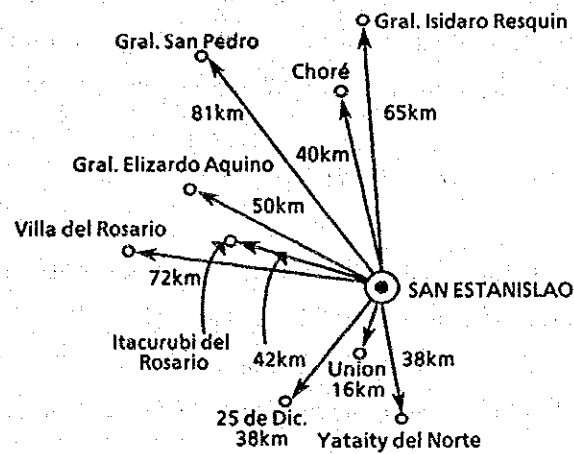 Gral. Isidaro Resquin
Gral. San Pedro
Choré
81km
65km
40km
Gral. Elizardo Aquino
50km
Villa del Rosario
72km
SAN ESTANISLAO
Itacurubi del
Rosario
42km
Union
16km
38km
25 de Dic.
38km
Yataity del Norte